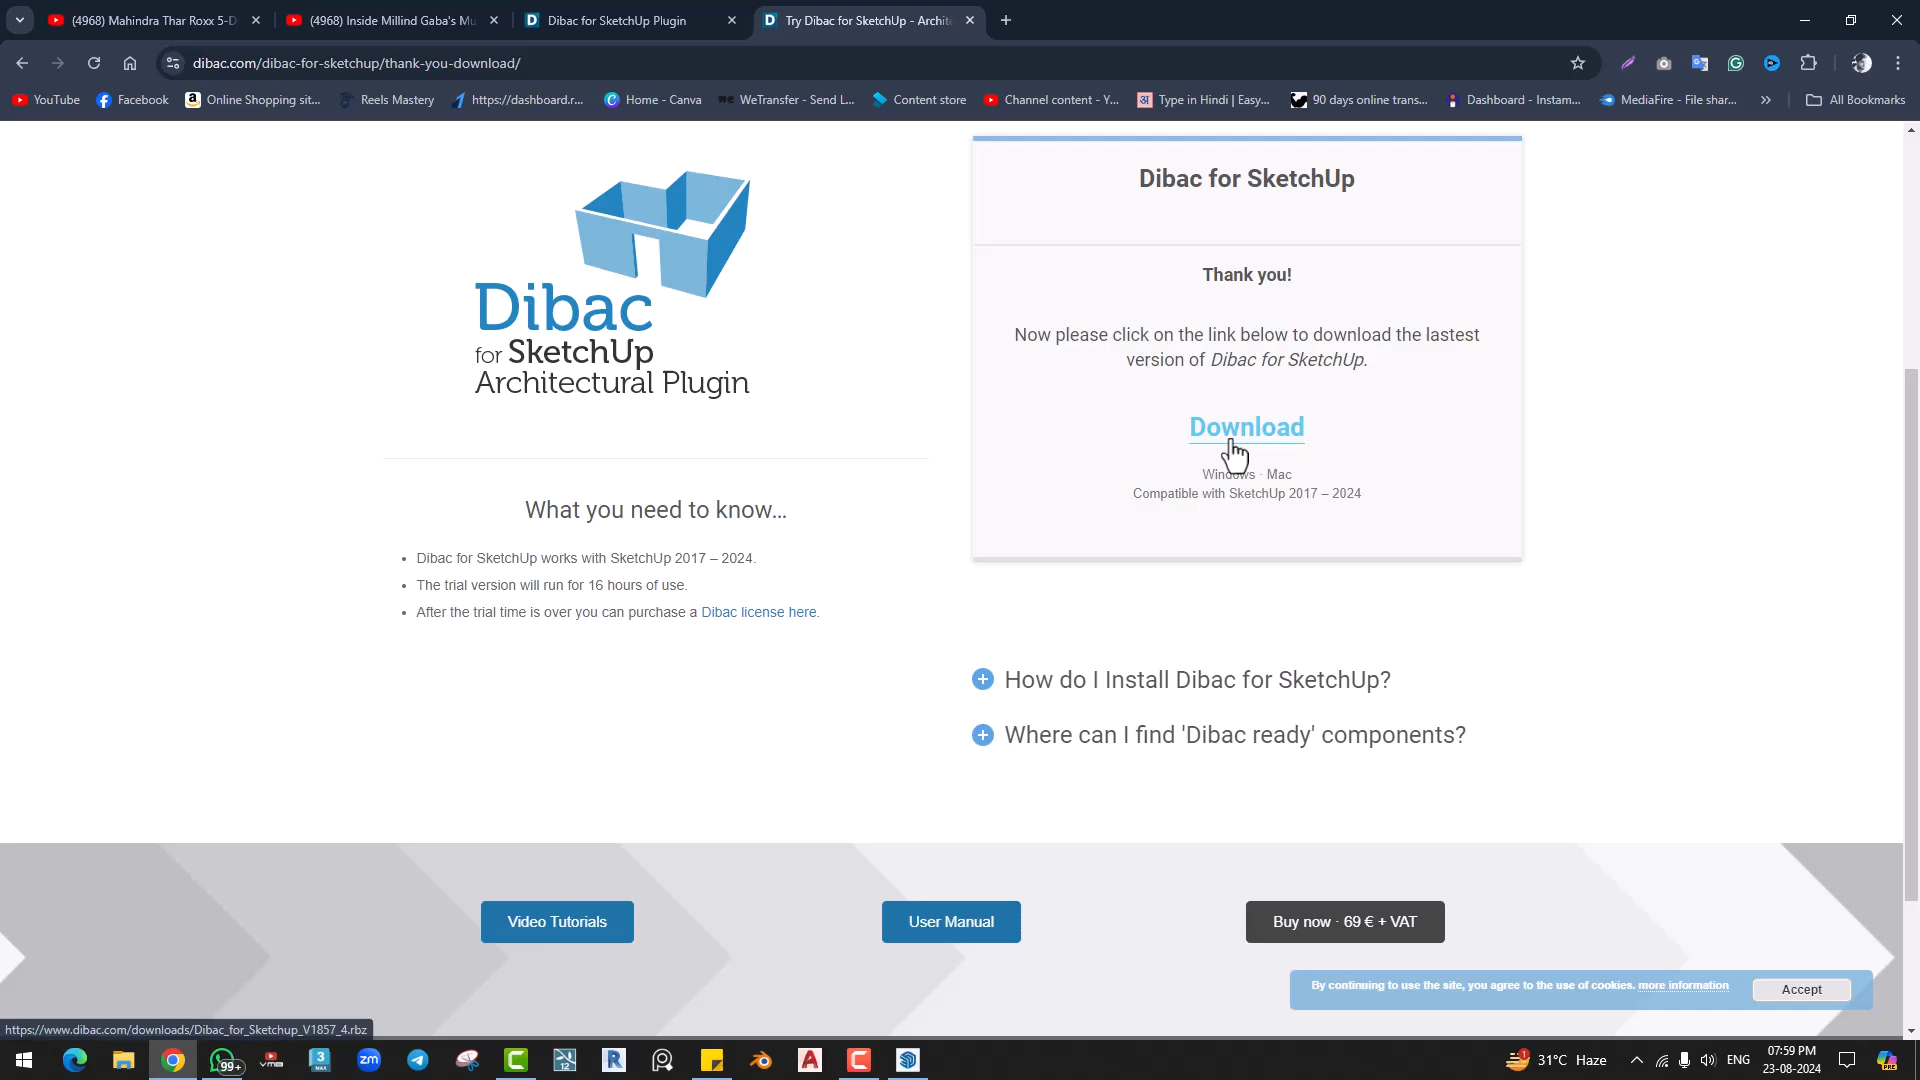 (4968) Mahindra Thar Roxx 5-D
(4968) Inside Millind Gaba's Mu
Dibac for SketchUp Plugin
Try Dibac for SketchUp - Archite
dibac.com/dibac-for-sketchup/thank-you-download/
YouTube
Facebook
Online Shopping sit...
Reels Mastery
https://dashboard.r...
Home - Canva
WeTransfer - Send L...
Content store
Channel content - Y...
Type in Hindi | Easy...
90 days online trans...
Dashboard - Instam...
MediaFire - File shar...
All Bookmarks
Dibac
for SketchUp
Architectural Plugin
What you need to know...
• Dibac for SketchUp works with SketchUp 2017 – 2024.
• The trial version will run for 16 hours of use.
• After the trial time is over you can purchase a Dibac license here.
Dibac for SketchUp
Thank you!
Now please click on the link below to download the lastest
version of Dibac for SketchUp.
Download
Windows · Mac
Compatible with SketchUp 2017 – 2024
How do I Install Dibac for SketchUp?
Where can I find 'Dibac ready' components?
Video Tutorials
User Manual
Buy now · 69 € + VAT
By continuing to use the site, you agree to the use of cookies. more information
Accept
https://www.dibac.com/downloads/Dibac_for_Sketchup_V1857_4.rbz
99+
31°C Haze
ENG
07:59 PM
23-08-2024